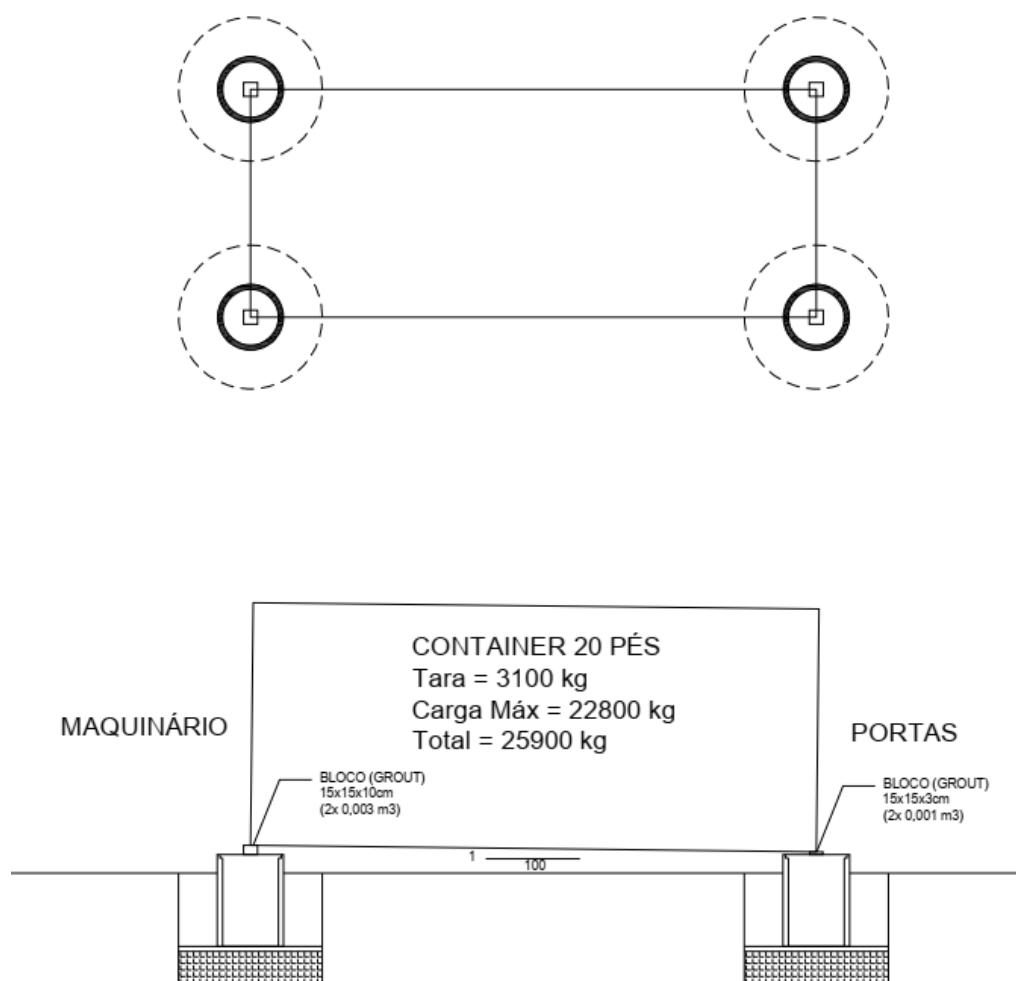 CONTAINER 20 PÉS
Tara = 3100 kg
Carga Máx = 22800 kg
Total = 25900 kg
MAQUINÁRIO
PORTAS
BLOCO (GROUT)
15x15x10cm
(2x 0,003 m3)
BLOCO (GROUT)
15x15x3cm
(2x 0,001 m3)
1
100